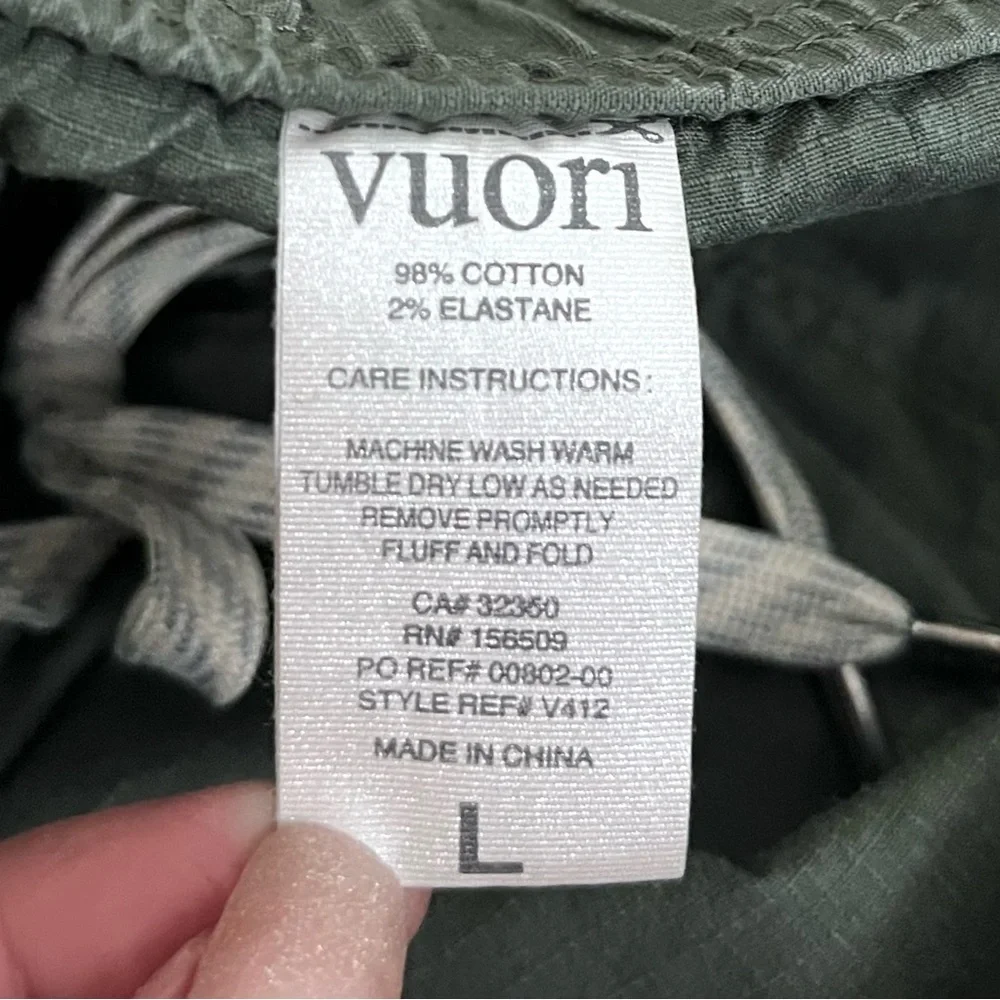 vuori
98% COTTON
2% ELASTANE
CARE INSTRUCTIONS:
MACHINE WASH WARM
TUMBLE DRY LOW AS NEEDED
REMOVE PROMPTLY
FLUFF AND FOLD
CA# 32350
RN# 156509
PO REF# 00802-00
STYLE REF# V412
MADE IN CHINA
L